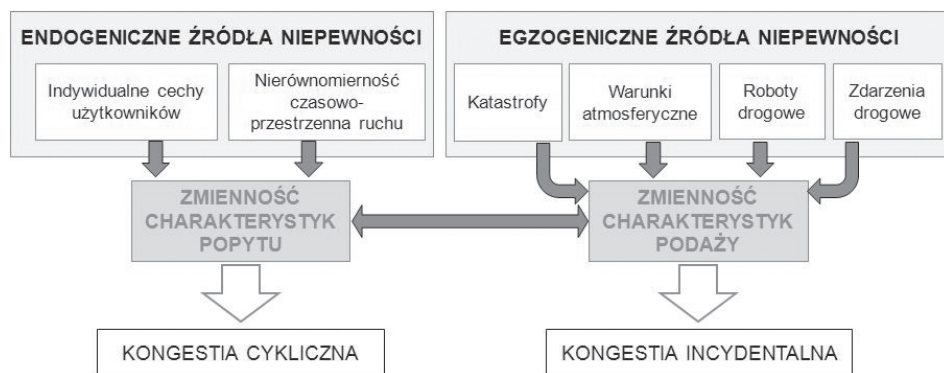 ENDOGENICZNE ŹRÓDŁA NIEPEWNOŚCI
Indywidualne cechy
użytkowników
Nierównomierność
czasowo-
przestrzenna ruchu
EGZOGENICZNE ŹRÓDŁA NIEPEWNOŚCI
Katastrofy
Warunki
atmosferyczne
Roboty
drogowe
Zdarzenia
drogowe
ZMIENNOŚĆ
CHARAKTERYSTYK
POPYTU
ZMIENNOŚĆ
CHARAKTERYSTYK
PODAŻY
KONGESTIA CYKLICZNA
KONGESTIA INCYDENTALNA